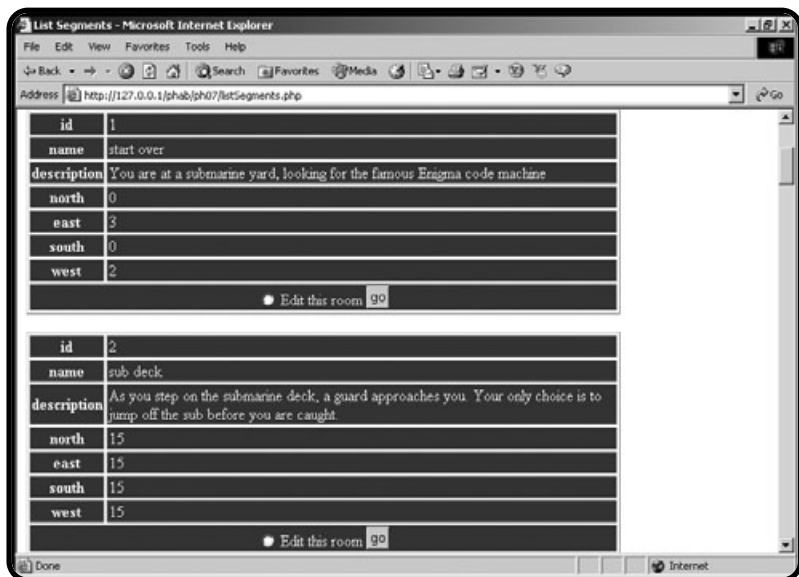 List Segments - Microsoft Internet Explorer
File Edit View Favorites Tools Help
Back Search Favorites Media
Address http://127.0.0.1/phab/ph07/listSegments.php Go
id 1
name start over
description You are at a submarine yard, looking for the famous Enigma code machine
north 0
east 3
south 0
west 2
Edit this room go
id 2
name sub deck
description As you step on the submarine deck, a guard approaches you. Your only choice is to
jump off the sub before you are caught.
north 15
east 15
south 15
west 15
Edit this room go
Done Internet